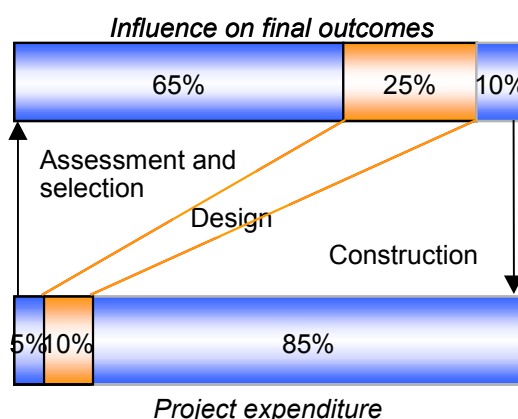 Influence on final outcomes
65% 25% 10%
Assessment and
selection
Design
Construction
5% 10% 85%
Project expenditure